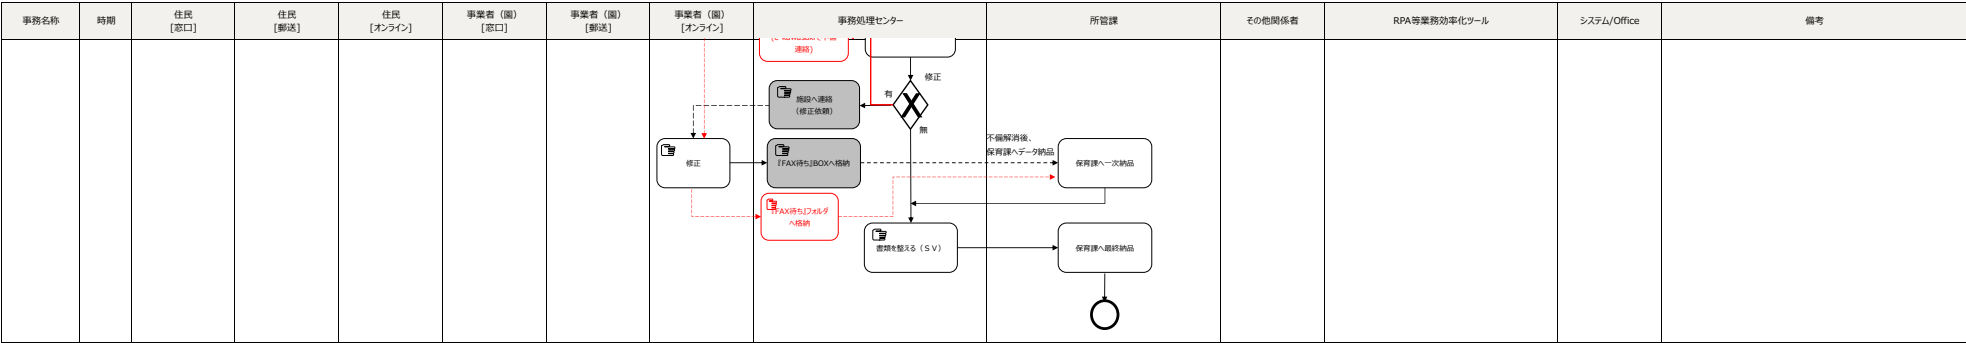 事務名称
時期
住民
[窓口]
住民
[郵送]
住民
[オンライン]
事業者（園）
[窓口]
事業者（園）
[郵送]
事業者（園）
[オンライン]
事務処理センター
所管課
その他関係者
RPA等業務効率化ツール
システム/Office
備考
連絡)
修正
有
施設へ連絡
（修正依頼）
無
不備解消後、
保育課へデータ納品
修正
『FAX待ち』BOXへ格納
保育課へ一次納品
『FAX待ち』フォルダ
へ格納
書類を整える（ＳＶ）
保育課へ最終納品